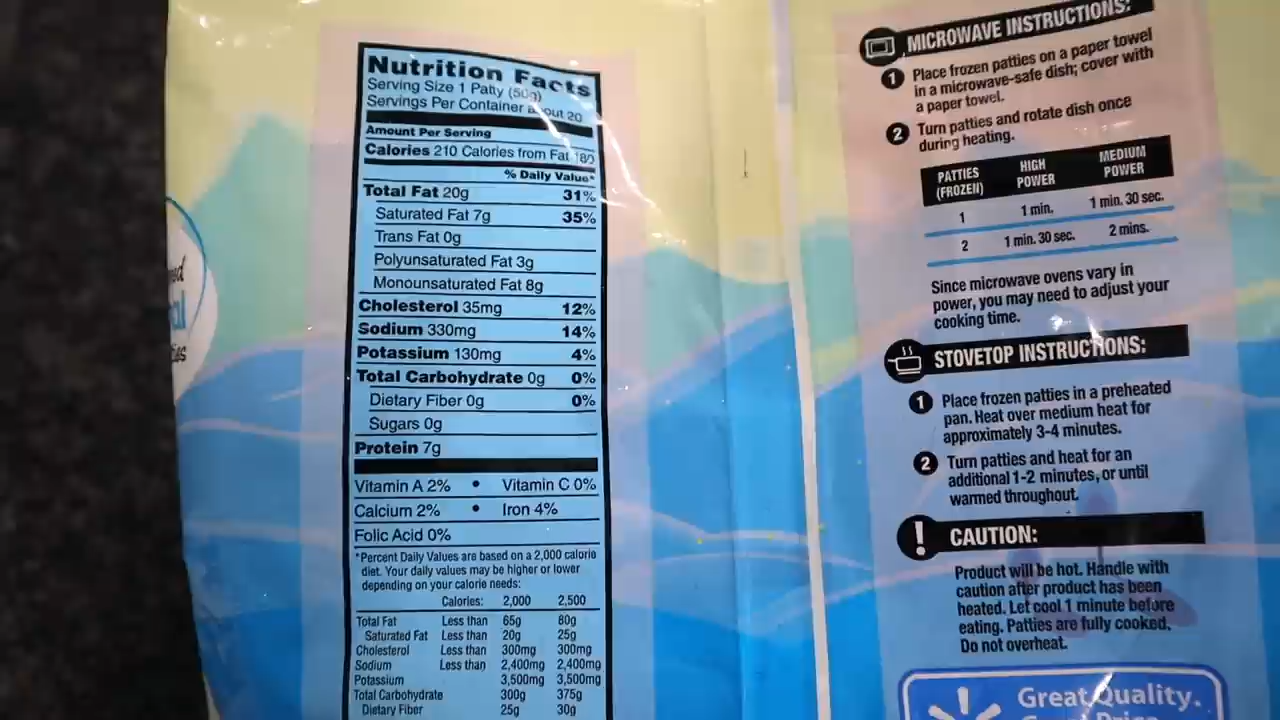 Nutrition Facts
Serving Size 1 Patty (50g)
Servings Per Container about 20
Amount Per Serving
Calories 210 Calories from Fat 180
% Daily Value*
Total Fat 20g 31%
Saturated Fat 7g 35%
Trans Fat 0g
Polyunsaturated Fat 3g
Monounsaturated Fat 8g
Cholesterol 35mg 12%
Sodium 330mg 14%
Potassium 130mg 4%
Total Carbohydrate 0g 0%
Dietary Fiber 0g 0%
Sugars 0g
Protein 7g
Vitamin A 2% • Vitamin C 0%
Calcium 2% • Iron 4%
Folic Acid 0%
*Percent Daily Values are based on a 2,000 calorie
diet. Your daily values may be higher or lower
depending on your calorie needs:
Calories: 2,000 2,500
Total Fat Less than 65g 80g
Saturated Fat Less than 20g 25g
Cholesterol Less than 300mg 300mg
Sodium Less than 2,400mg 2,400mg
Potassium 3,500mg 3,500mg
Total Carbohydrate 300g 375g
Dietary Fiber 25g 30g
MICROWAVE INSTRUCTIONS:
1 Place frozen patties on a paper towel
in a microwave-safe dish; cover with
a paper towel.
2 Turn patties and rotate dish once
during heating.
PATTIES (FROZEN) HIGH POWER MEDIUM POWER
1 1 min. 1 min. 30 sec.
2 1 min. 30 sec. 2 mins.
Since microwave ovens vary in
power, you may need to adjust your
cooking time.
STOVETOP INSTRUCTIONS:
1 Place frozen patties in a preheated
pan. Heat over medium heat for
approximately 3-4 minutes.
2 Turn patties and heat for an
additional 1-2 minutes, or until
warmed throughout.
! CAUTION:
Product will be hot. Handle with
caution after product has been
heated. Let cool 1 minute before
eating. Patties are fully cooked.
Do not overheat.
Great Quality.